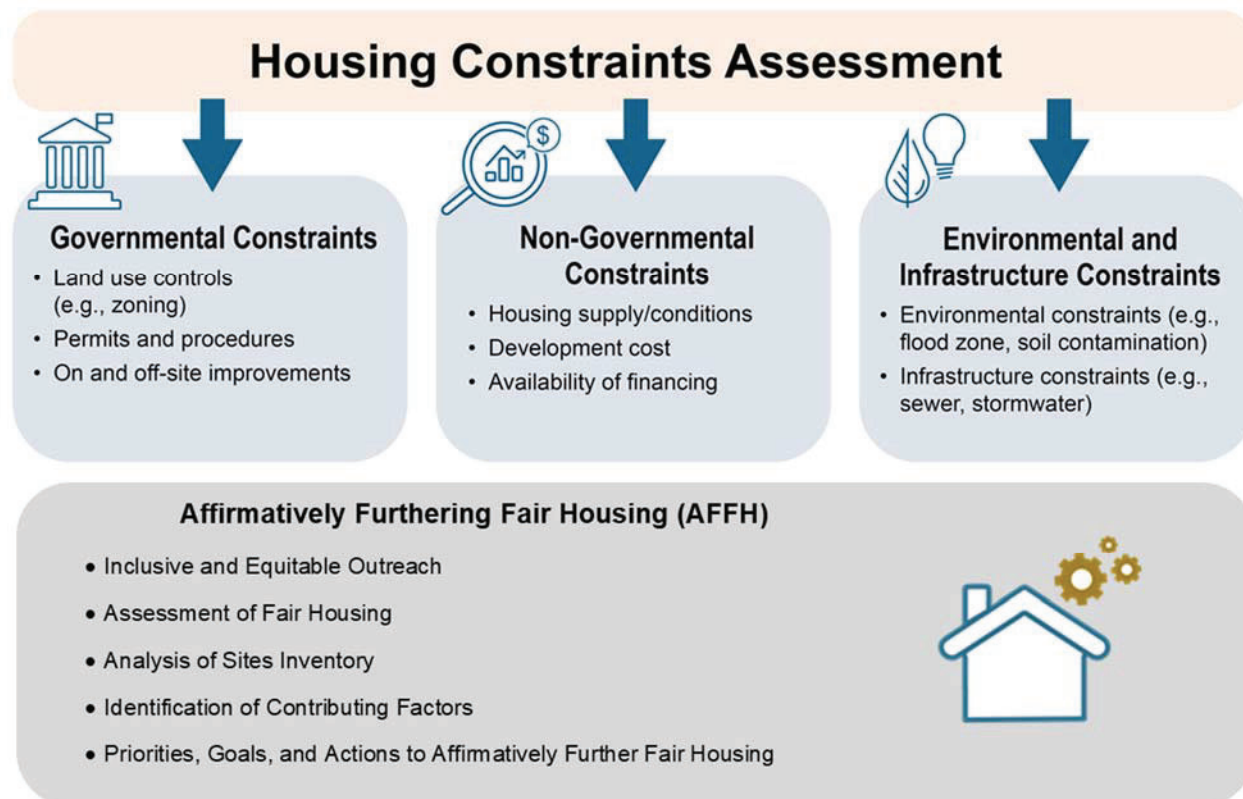 Housing Constraints Assessment
$
Governmental Constraints
• Land use controls
(e.g., zoning)
• Permits and procedures
• On and off-site improvements
Non-Governmental
Constraints
• Housing supply/conditions
• Development cost
• Availability of financing
Environmental and
Infrastructure Constraints
• Environmental constraints (e.g.,
flood zone, soil contamination)
• Infrastructure constraints (e.g.,
sewer, stormwater)
Affirmatively Furthering Fair Housing (AFFH)
• Inclusive and Equitable Outreach
• Assessment of Fair Housing
• Analysis of Sites Inventory
• Identification of Contributing Factors
• Priorities, Goals, and Actions to Affirmatively Further Fair Housing